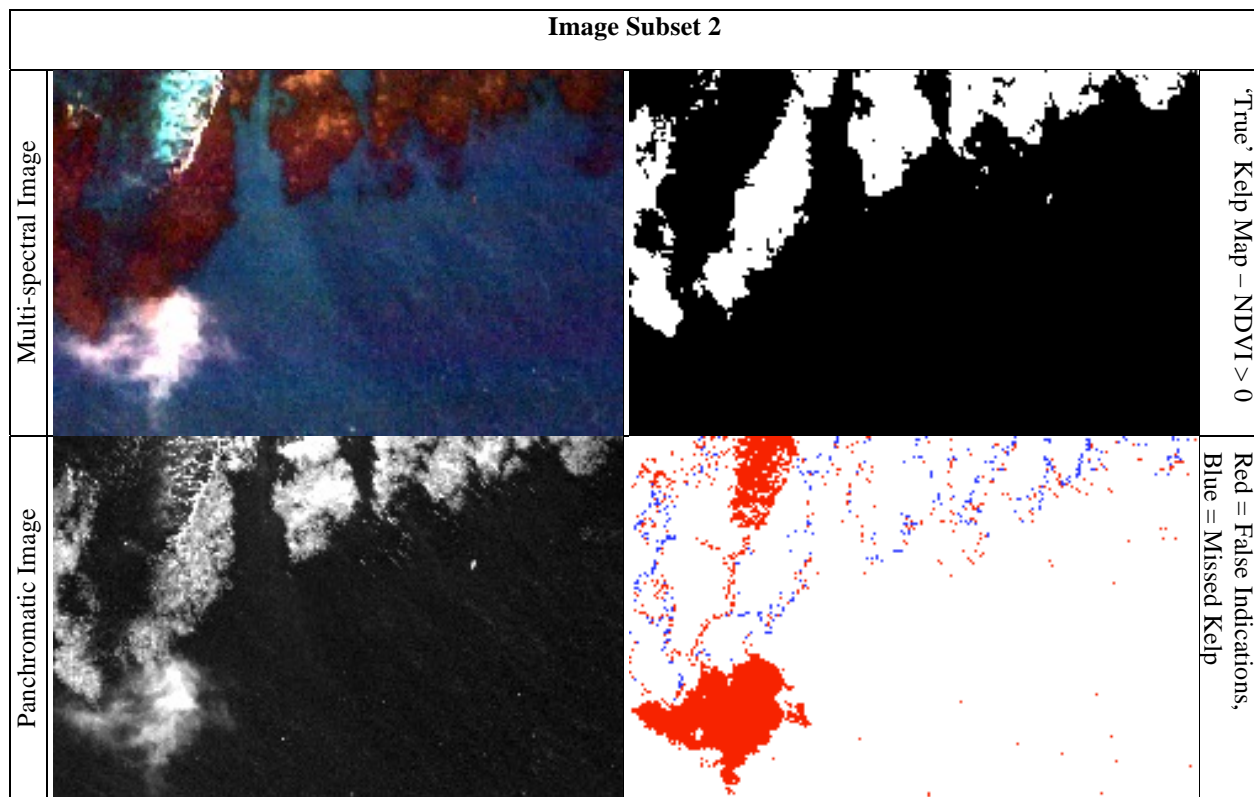 Image Subset 2
Multi-spectral Image
‘True’ Kelp Map – NDVI > 0
Panchromatic Image
Red = False Indications,
Blue = Missed Kelp